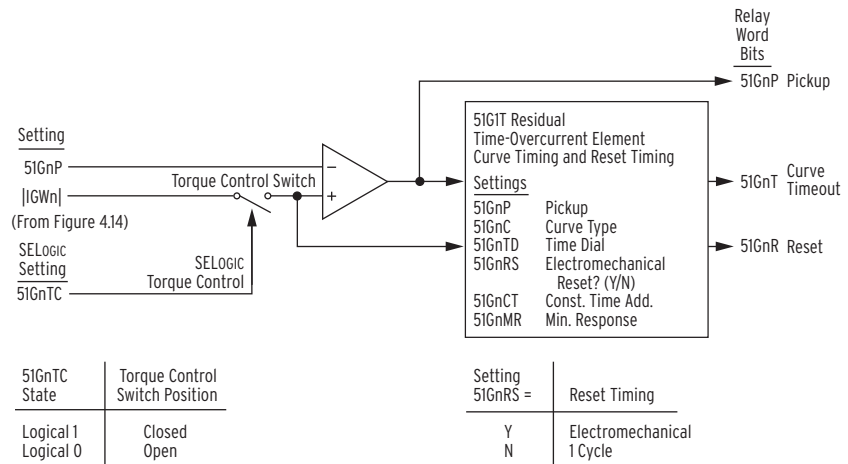 Relay
Word
Bits
51GnP Pickup
51G1T Residual
Time-Overcurrent Element
Curve Timing and Reset Timing
Settings
51GnP Pickup
51GnC Curve Type
51GnTD Time Dial
51GnRS Electromechanical
Reset? (Y/N)
51GnCT Const. Time Add.
51GnMR Min. Response
51GnT Curve
Timeout
51GnR Reset
Setting
51GnP
–
|IGWn|
Torque Control Switch
+
(From Figure 4.14)
SELOGIC
Setting
51GnTC
SELOGIC
Torque Control
51GnTC Torque Control
State Switch Position
Logical 1 Closed
Logical 0 Open
Setting
51GnRS = Reset Timing
Y Electromechanical
N 1 Cycle